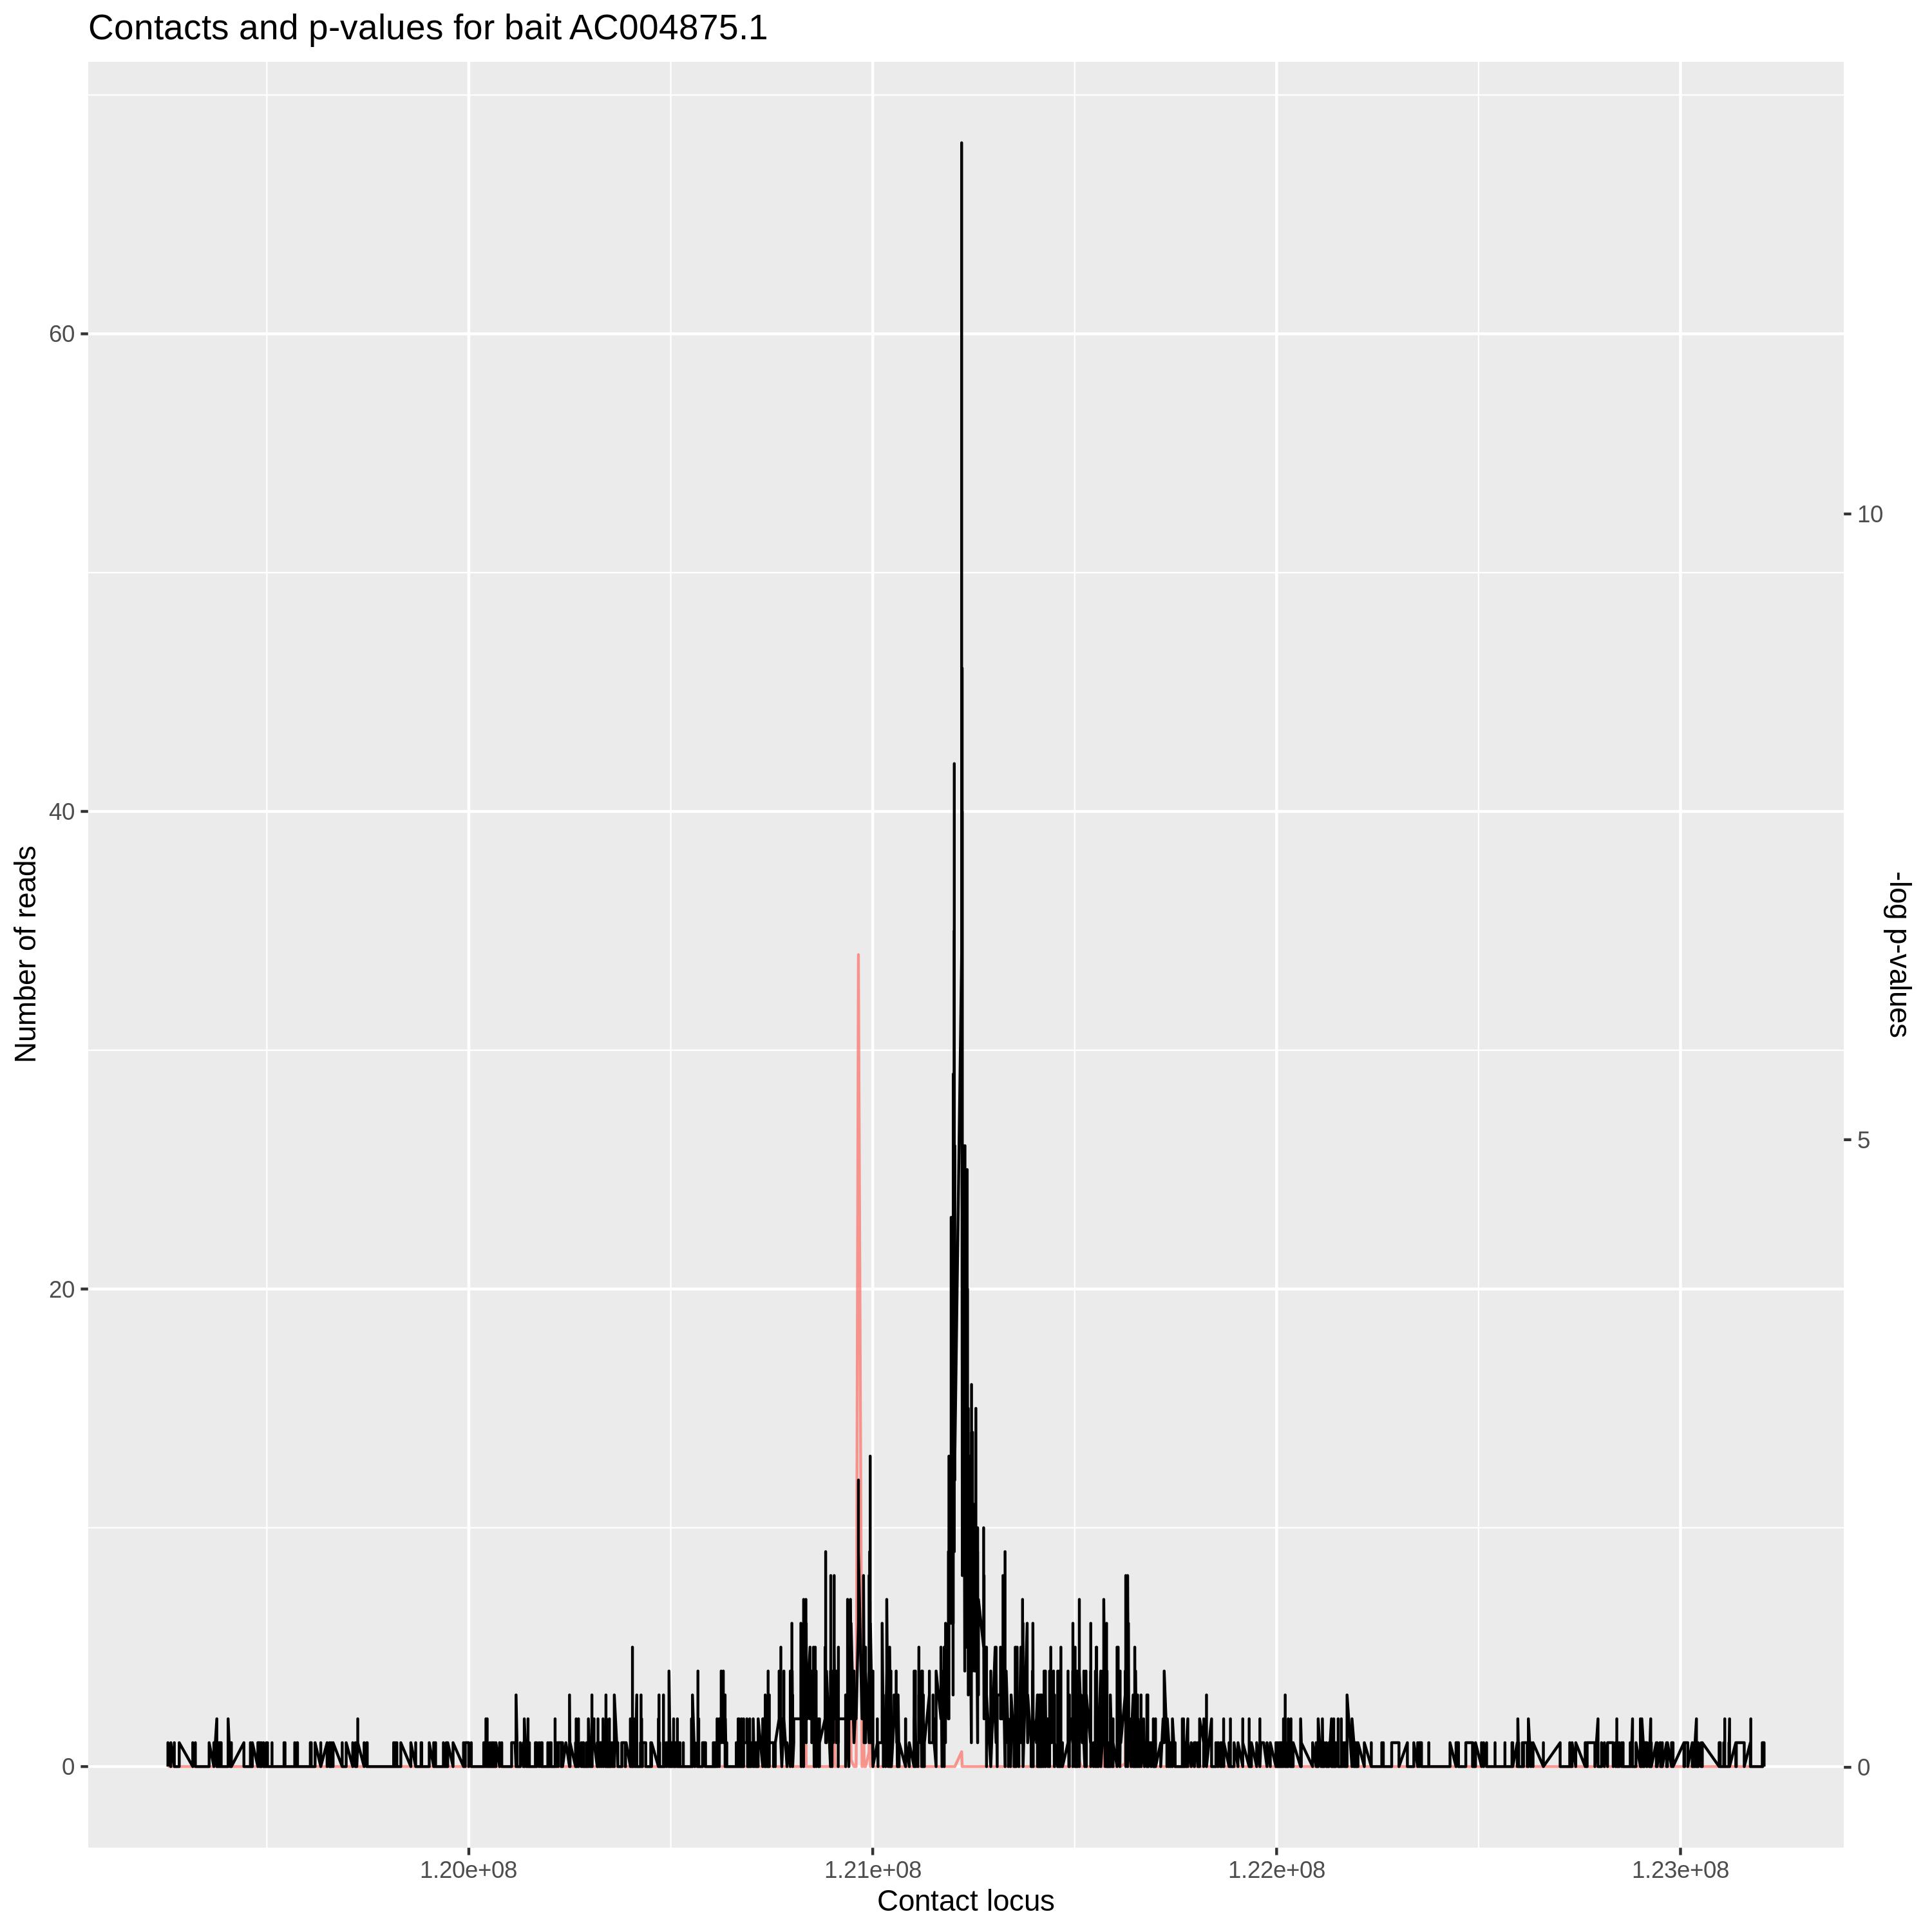 Contacts and p-values for bait AC004875.1
60
40
20
0
Number of reads
10
5
0
-log p-values
1.20e+08
1.21e+08
1.22e+08
1.23e+08
Contact locus